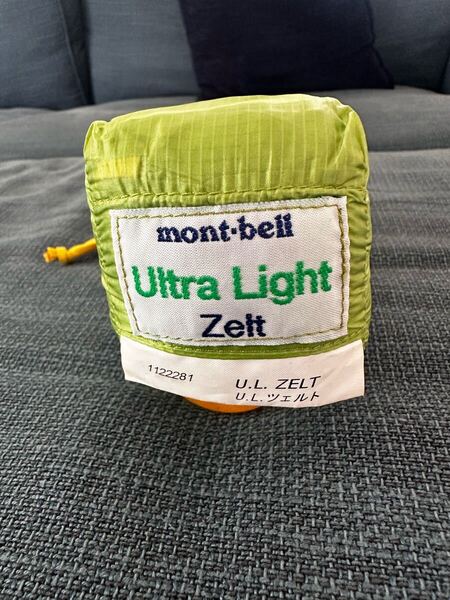 mont-bell
Ultra Light
Zelt
1122281
U.L. ZELT
U.L.ツェルト